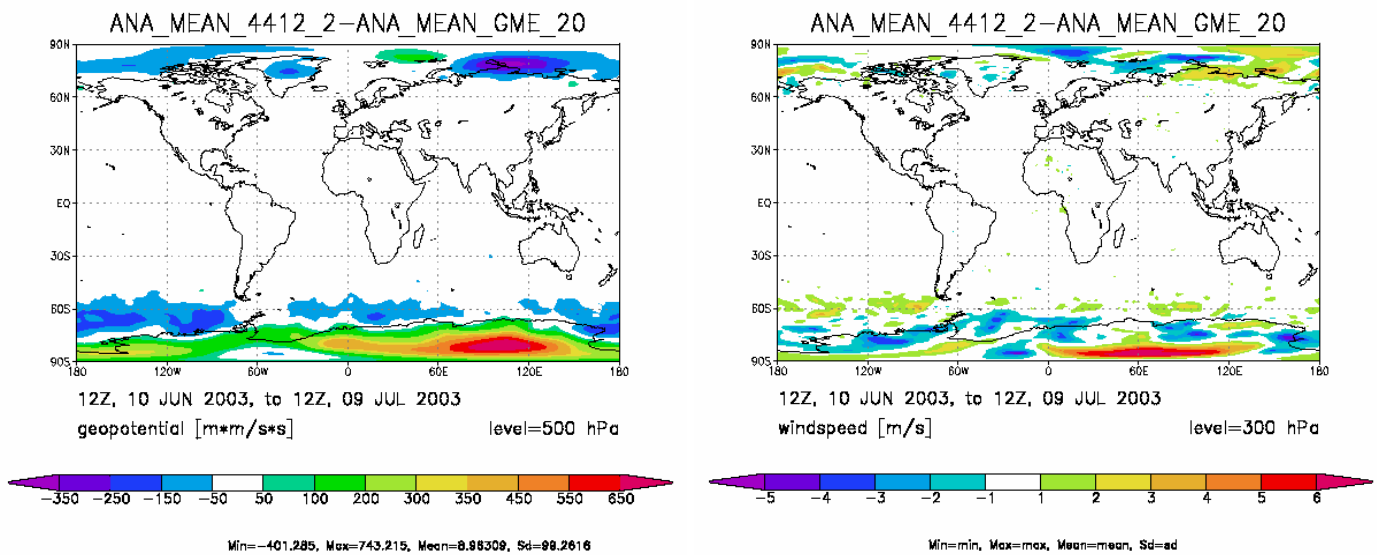 ANA_MEAN_4412_2-ANA_MEAN_GME_20
90N
60N
30N
EQ
30S
60S
90S
180 120W 60W 0 60E 120E 180
12Z, 10 JUN 2003, to 12Z, 09 JUL 2003
geopotential [m*m/s*s] level=500 hPa
-350 -250 -150 -50 50 100 200 300 350 450 550 650
Min=-401.285, Max=743.215, Mean=8.98309, Sd=99.2616
ANA_MEAN_4412_2-ANA_MEAN_GME_20
90N
60N
30N
EQ
30S
60S
90S
180 120W 60W 0 60E 120E 180
12Z, 10 JUN 2003, to 12Z, 09 JUL 2003
windspeed [m/s] level=300 hPa
-5 -4 -3 -2 -1 1 2 3 4 5 6
Min=min, Max=max, Mean=mean, Sd=sd